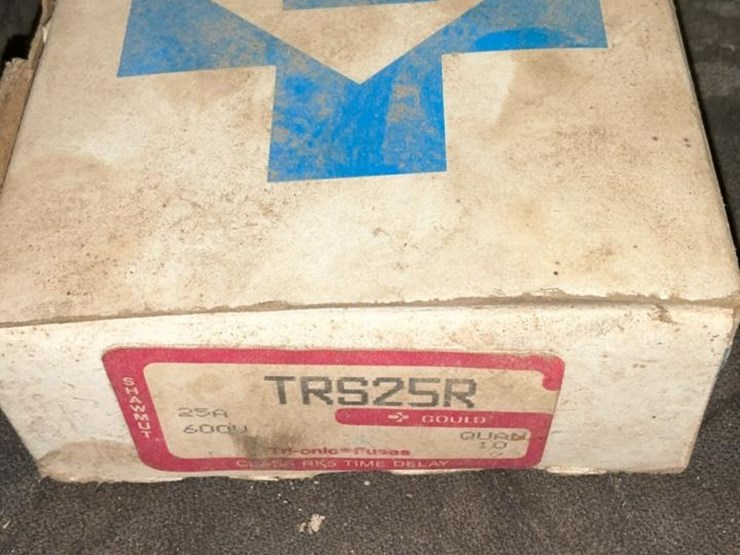 SHAWMUT
TRS25R
25A
GOULD
600V
QUAN
10
Tri-onic® Fuses
CLASS RK5 TIME DELAY